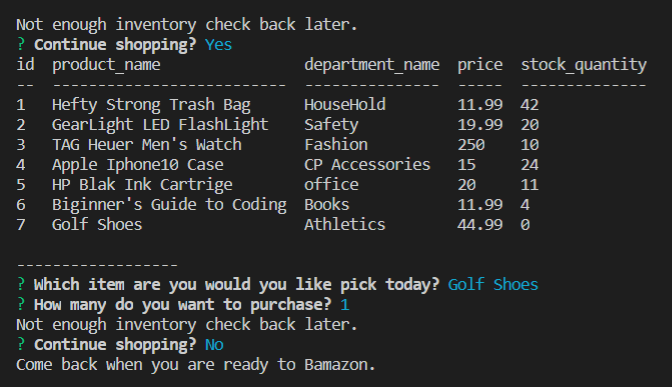 Not enough inventory check back later.
? Continue shopping? Yes
id  product_name                department_name  price  stock_quantity
--  --------------------------  ---------------  -----  --------------
1   Hefty Strong Trash Bag      HouseHold        11.99  42
2   GearLight LED FlashLight    Safety           19.99  20
3   TAG Heuer Men's Watch       Fashion          250    10
4   Apple Iphone10 Case         CP Accessories   15     24
5   HP Blak Ink Cartrige        office           20     11
6   Biginner's Guide to Coding  Books            11.99  4
7   Golf Shoes                  Athletics        44.99  0
------------------
? Which item are you would you like pick today? Golf Shoes
? How many do you want to purchase? 1
Not enough inventory check back later.
? Continue shopping? No
Come back when you are ready to Bamazon.